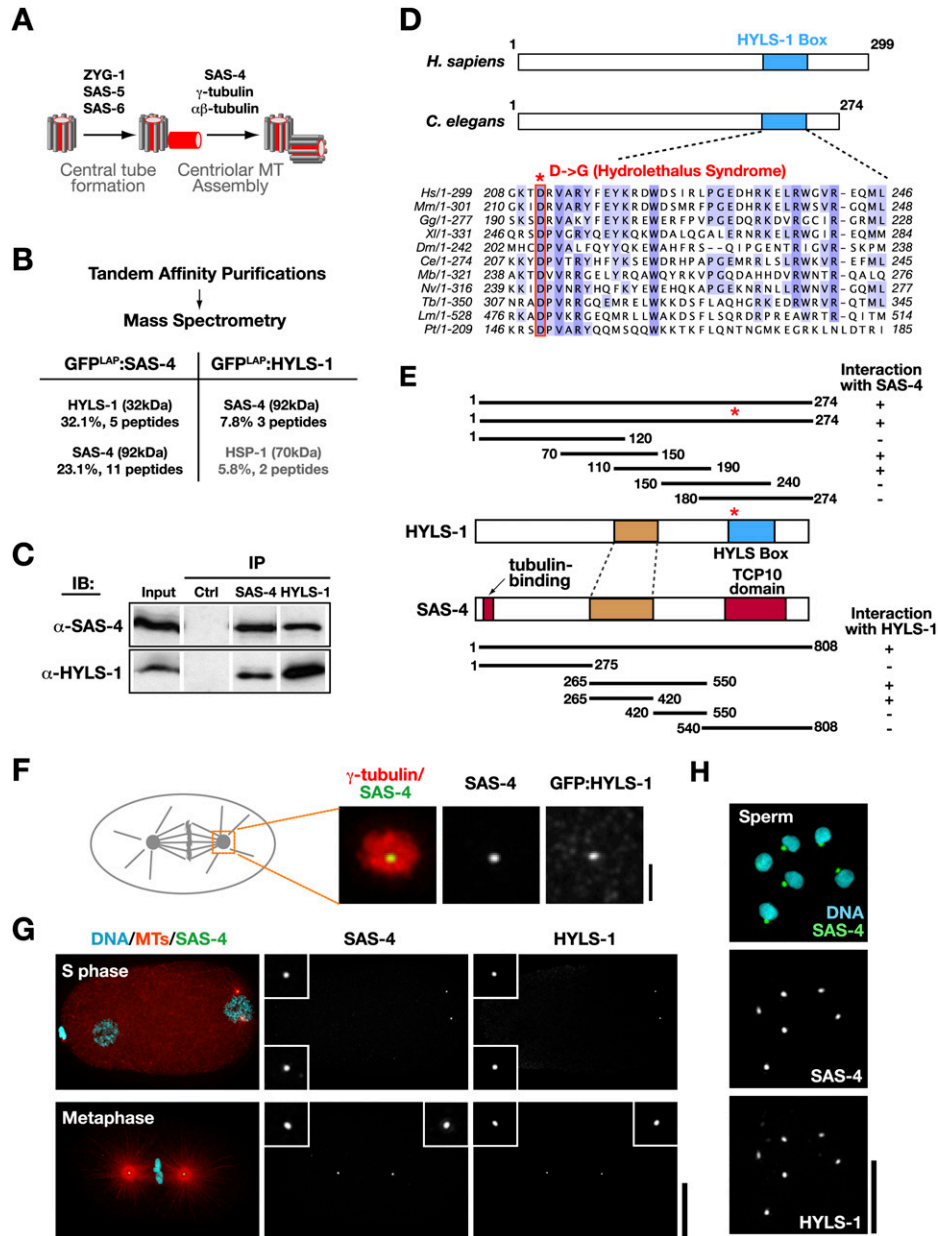 A
ZYG-1
SAS-5
SAS-6
SAS-4
γ-tubulin
αβ-tubulin
Central tube
formation
Centriolar MT
Assembly
B
Tandem Affinity Purifications
Mass Spectrometry
GFPLAP:SAS-4 GFPLAP:HYLS-1
HYLS-1 (32kDa)
32.1%, 5 peptides
SAS-4 (92kDa)
7.8% 3 peptides
SAS-4 (92kDa)
23.1%, 11 peptides
HSP-1 (70kDa)
5.8%, 2 peptides
C
IP
IB: Input Ctrl SAS-4 HYLS-1
α-SAS-4
α-HYLS-1
D
HYLS-1 Box
H. sapiens 1 299
C. elegans 1 274
* D->G (Hydrolethalus Syndrome)
Hs/1-299 208 GKTDRVARYFEYKRDWDSIRLPGEDHRKELRWGVR-EQML 246
Mm/1-301 210 GKIDRVARYFEYKRDWDSMRFPGEDHRKELRWSVR-GQML 248
Gg/1-277 190 SKSDRVAKYFEYKREWERFPVPGEDQRKDVRGCIR-GRML 228
Xl/1-331 246 QRSDPVGRYQEYKQKWDALQGALERNHKELRWGVR-EQML 284
Dm/1-242 202 MHCDPVALFQYYQKEWAHFRS--QIPGENTRIGVRSKPM 238
Ce/1-274 207 KKYDPVTRYHFYKSEWDRHPAPGEMRRLSLRWKVR-EFML 245
Mb/1-321 238 AKTDVVRRGELYRQAWQYRKVPGQDAHHDVRWNTR-QALQ 276
Nv/1-316 239 KKIDPVNRYHQFKYEWHKQNAPGEKNRKNLRWNVR-GQML 277
Tb/1-350 307 NRADPVRRGQEMRELWKKDSFLAQHGRKEDRWRVR-QTML 345
Lm/1-528 476 RKADPVKRGRLMQELWAKDSFLSQRDRPREAWRTR-QITM 514
Pt/1-209 146 KRSDPVARYQQMSQQWKKTKFLQNTNGMKEGRKLNLDTRI 185
E
Interaction
with SAS-4
1 274 +
1 * 274 +
1 120 -
70 150 +
110 190 +
150 240 -
180 274 -
*
HYLS-1
HYLS Box
tubulin-
binding
TCP10
domain
SAS-4
Interaction
with HYLS-1
1 808 +
1 275 -
265 550 +
265 420 +
420 550 -
540 808 -
F
γ-tubulin/
SAS-4
SAS-4
GFP:HYLS-1
G
DNA/MTs/SAS-4 SAS-4 HYLS-1
S phase
Metaphase
H
Sperm
DNA
SAS-4
SAS-4
HYLS-1